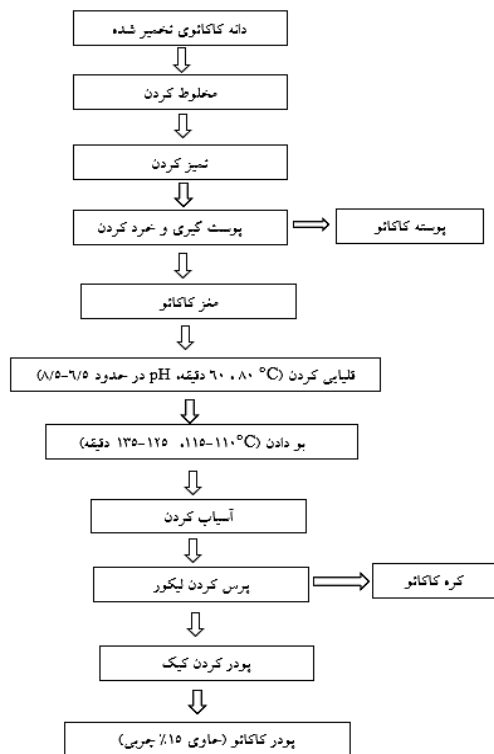 دانه کاکائوی تخمیر شده
مخلوط کردن
تمیز کردن
پوست گیری و خرد کردن
پوسته کاکائو
مغز کاکائو
قلیایی کردن (۸۰ °C ، ۶۰ دقیقه، pH در حدود ۶/۵–۸/۵)
بو دادن (۱۱۰–۱۱۵°C، ۱۲۵–۱۳۵ دقیقه)
آسیاب کردن
پرس کردن لیکور
کره کاکائو
پودر کردن کیک
پودر کاکائو (حاوی ۱۵٪ چربی)